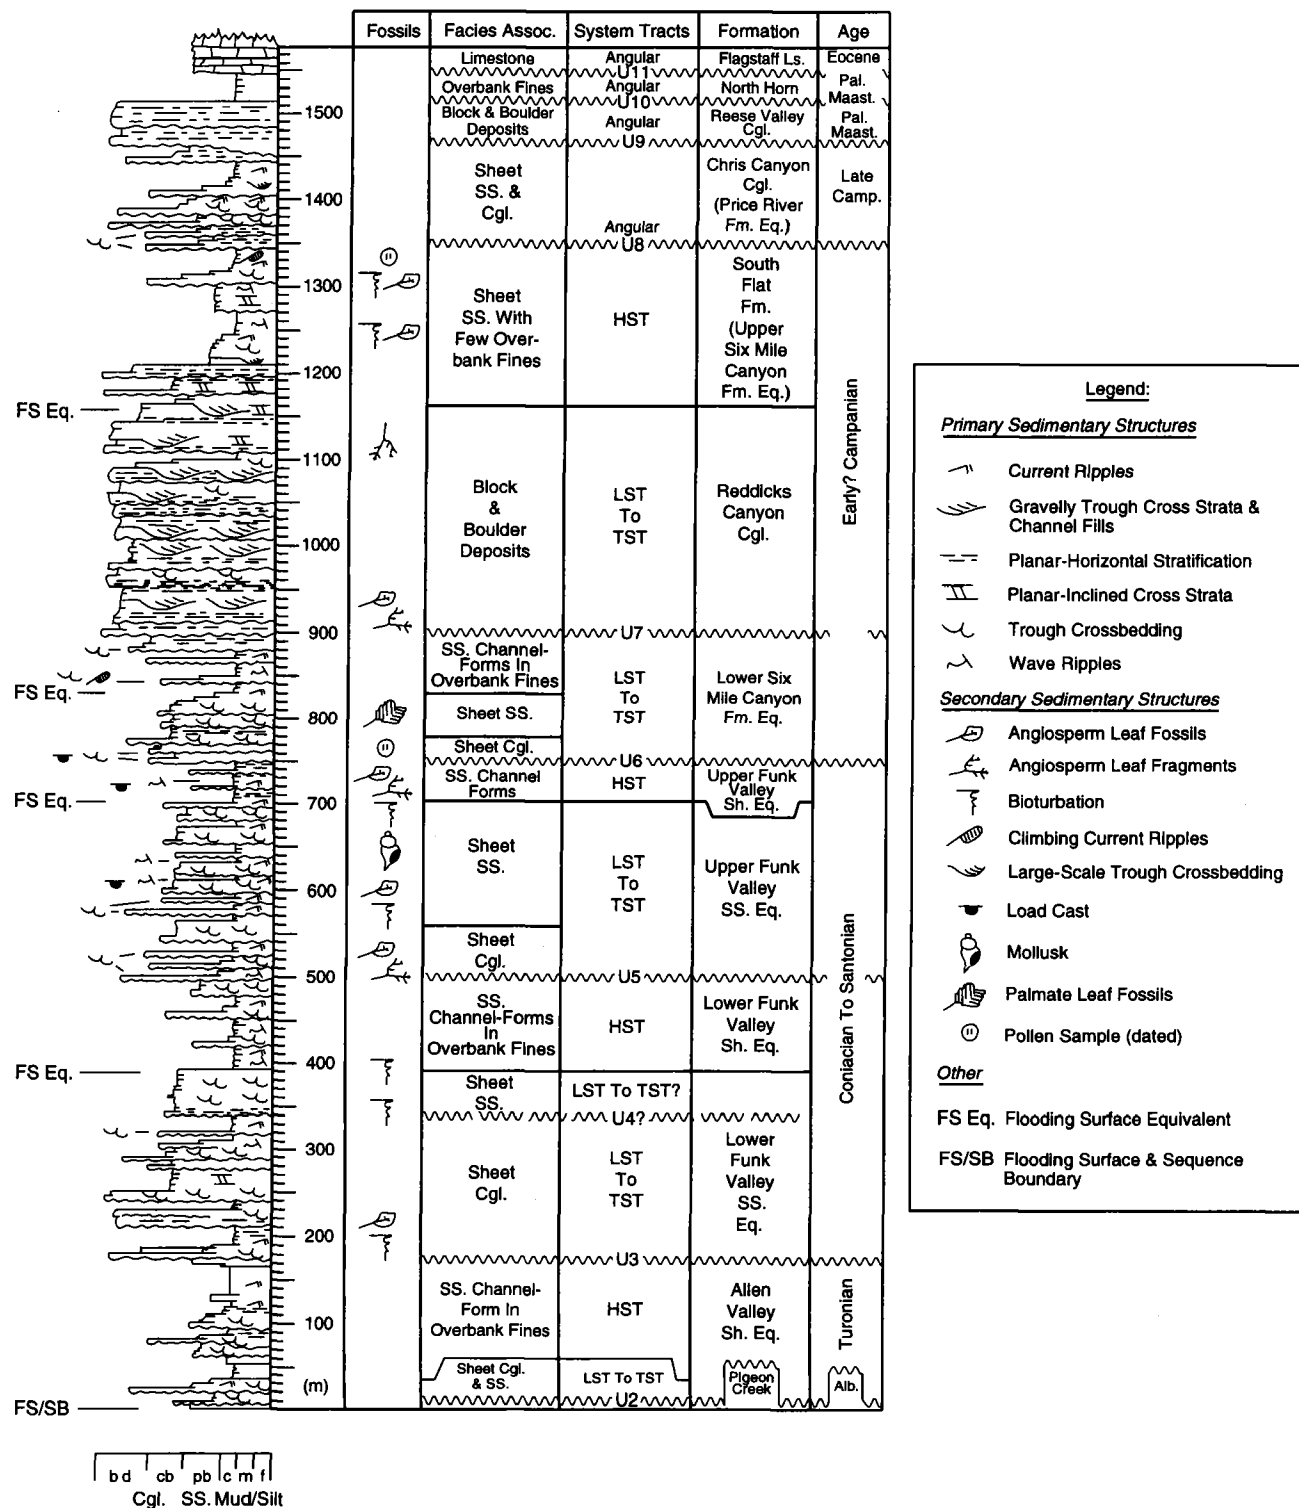 Fossils
Facies Assoc.
System Tracts
Formation
Age
Limestone
Angular
Flagstaff Ls.
Eocene
U11
Overbank Fines
Angular
North Horn
Pal.
Maast.
U10
1500
Block & Boulder
Deposits
Angular
Reese Valley
Cgl.
Pal.
Maast.
U9
Sheet
SS. &
Cgl.
Chris Canyon
Cgl.
(Price River
Fm. Eq.)
Late
Camp.
1400
Angular
U8
1300
Sheet
SS. With
Few Over-
bank Fines
HST
South
Flat
Fm.
(Upper
Six Mile
Canyon
Fm. Eq.)
1200
FS Eq.
1100
Block
&
Boulder
Deposits
LST
To
TST
Reddicks
Canyon
Cgl.
Early? Campanian
1000
900
U7
SS. Channel-
Forms In
Overbank Fines
LST
To
TST
Lower Six
Mile Canyon
Fm. Eq.
FS Eq.
800
Sheet SS.
Sheet Cgl.
U6
SS. Channel
Forms
HST
Upper Funk
Valley
Sh. Eq.
FS Eq.
700
Sheet
SS.
LST
To
TST
Upper Funk
Valley
SS. Eq.
600
Sheet
Cgl.
500
U5
SS.
Channel-Forms
In
Overbank Fines
HST
Lower Funk
Valley
Sh. Eq.
Coniacian To Santonian
400
FS Eq.
Sheet
SS.
LST To TST?
U4?
300
Sheet
Cgl.
LST
To
TST
Lower
Funk
Valley
SS.
Eq.
200
U3
SS. Channel-
Form In
Overbank Fines
HST
Allen
Valley
Sh. Eq.
Turonian
100
Sheet Cgl.
& SS.
LST To TST
Pigeon
Creek
Alb.
(m)
U2
FS/SB
bd cb pb c m f
Cgl. SS. Mud/Silt
Legend:
Primary Sedimentary Structures
Current Ripples
Gravelly Trough Cross Strata &
Channel Fills
Planar-Horizontal Stratification
Planar-Inclined Cross Strata
Trough Crossbedding
Wave Ripples
Secondary Sedimentary Structures
Angiosperm Leaf Fossils
Angiosperm Leaf Fragments
Bioturbation
Climbing Current Ripples
Large-Scale Trough Crossbedding
Load Cast
Mollusk
Palmate Leaf Fossils
Pollen Sample (dated)
Other
FS Eq. Flooding Surface Equivalent
FS/SB Flooding Surface & Sequence
Boundary